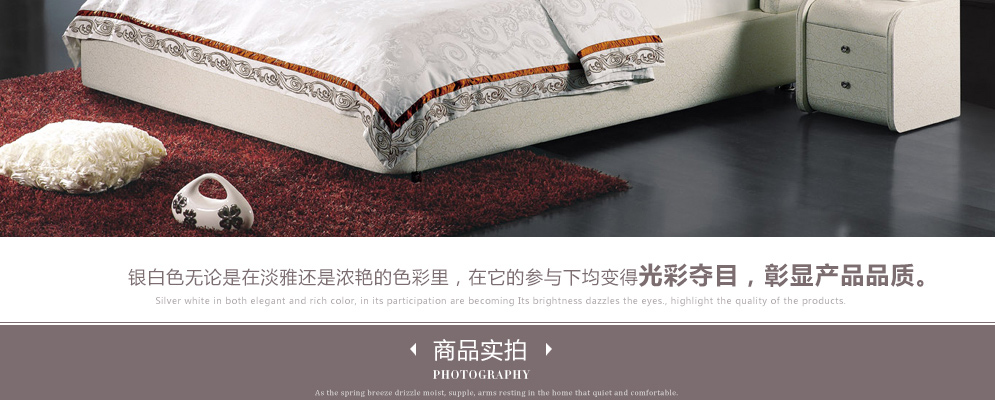 银白色无论是在淡雅还是浓艳的色彩里，在它的参与下均变得光彩夺目，彰显产品品质。
Silver white in both elegant and rich color, in its participation are becoming Its brightness dazzles the eyes., highlight the quality of the products.
商品实拍
PHOTOGRAPHY
As the spring breeze drizzle moist, supple, arms resting in the home that quiet and comfortable.